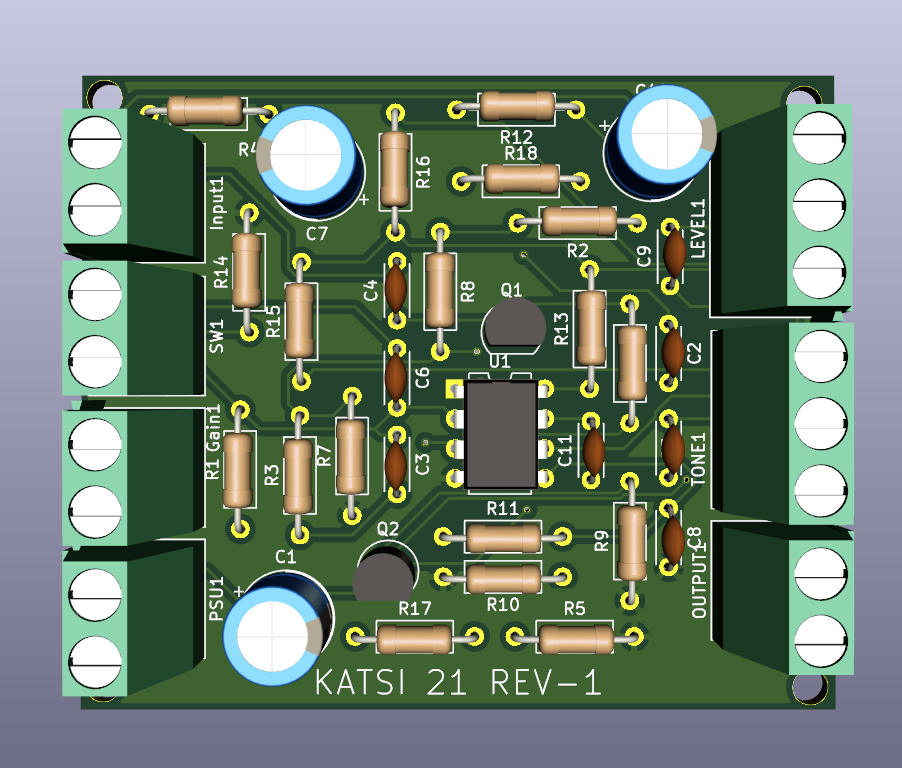 R12
R18
R16
Input1
C7
+
+
LEVEL1
R2
C9
R14
C4
R8
Q1
R15
R13
SW1
C2
U1
C6
Gain1
R1
R3
R7
C3
C11
TONE1
R11
Q2
R9
C8
OUTPUT1
C1
+
PSU1
R10
R17
R5
KATSI 21 REV-1